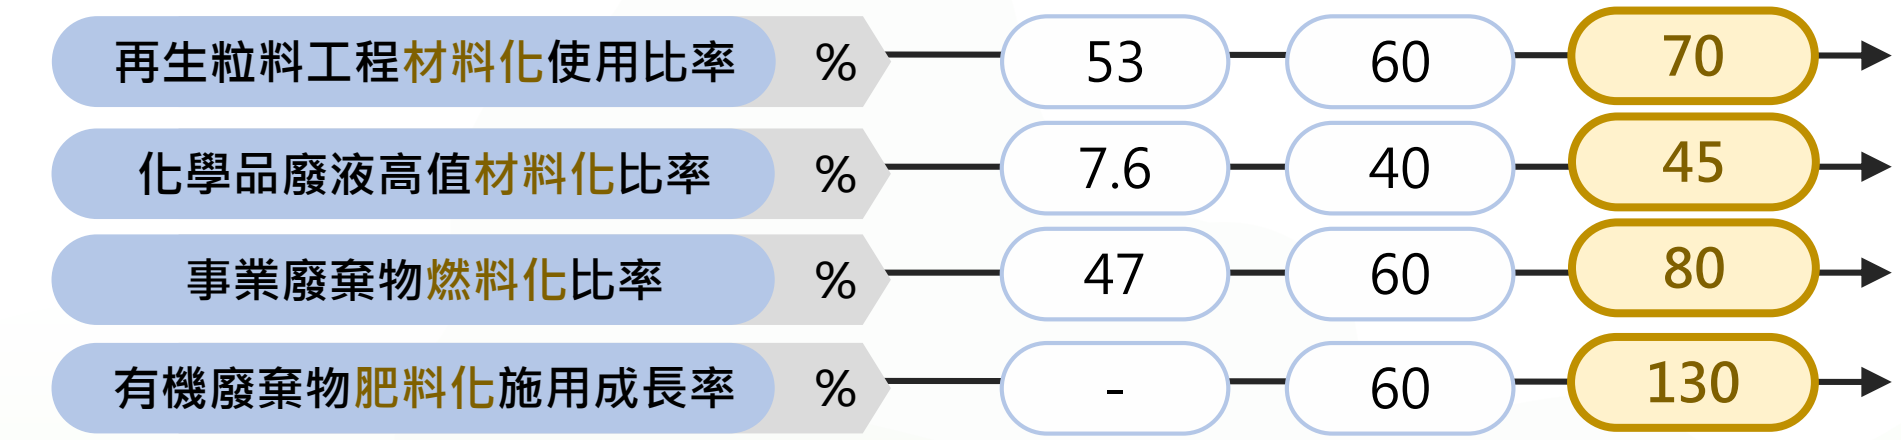 再生粒料工程材料化使用比率 % 53 60 70
化學品廢液高值材料化比率 % 7.6 40 45
事業廢棄物燃料化比率 % 47 60 80
有機廢棄物肥料化施用成長率 % - 60 130